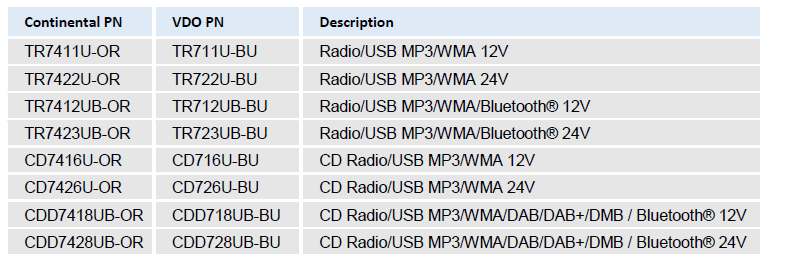 Continental PN VDO PN Description
TR7411U-OR TR711U-BU Radio/USB MP3/WMA 12V
TR7422U-OR TR722U-BU Radio/USB MP3/WMA 24V
TR7412UB-OR TR712UB-BU Radio/USB MP3/WMA/Bluetooth® 12V
TR7423UB-OR TR723UB-BU Radio/USB MP3/WMA/Bluetooth® 24V
CD7416U-OR CD716U-BU CD Radio/USB MP3/WMA 12V
CD7426U-OR CD726U-BU CD Radio/USB MP3/WMA 24V
CDD7418UB-OR CDD718UB-BU CD Radio/USB MP3/WMA/DAB/DAB+/DMB / Bluetooth® 12V
CDD7428UB-OR CDD728UB-BU CD Radio/USB MP3/WMA/DAB/DAB+/DMB / Bluetooth® 24V